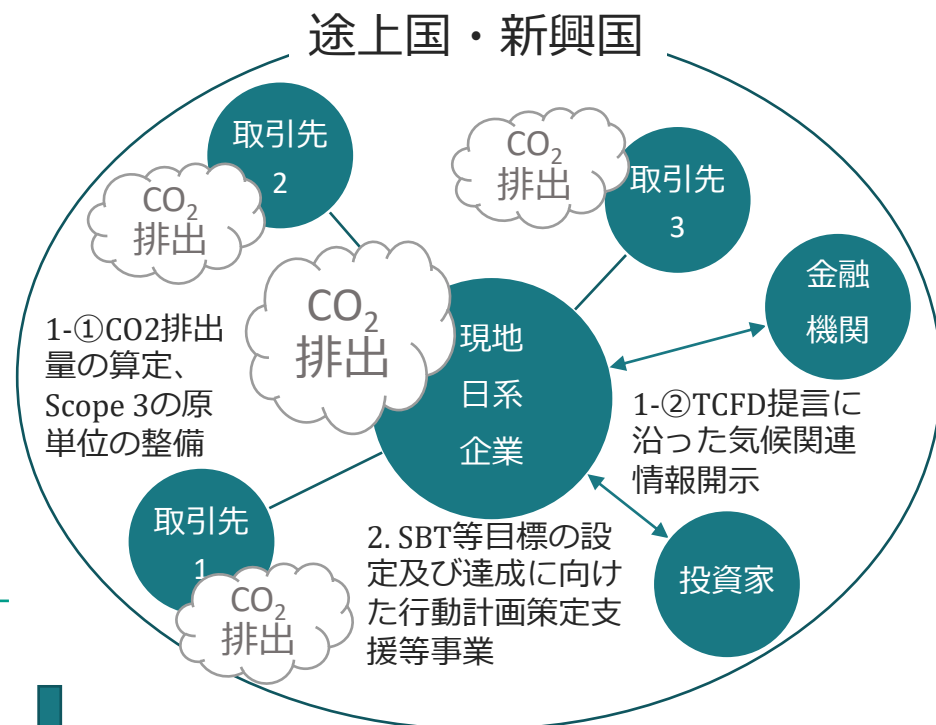 途上国・新興国
取引先
2
CO₂
排出
CO₂
排出
取引先
3
CO₂
排出
金融
機関
現地
日系
企業
1-①CO2排出
量の算定、
Scope 3の原
単位の整備
1-②TCFD提言に
沿った気候関連
情報開示
取引先
1
CO₂
排出
2. SBT等目標の設
定及び達成に向け
た行動計画策定支
援等事業
投資家